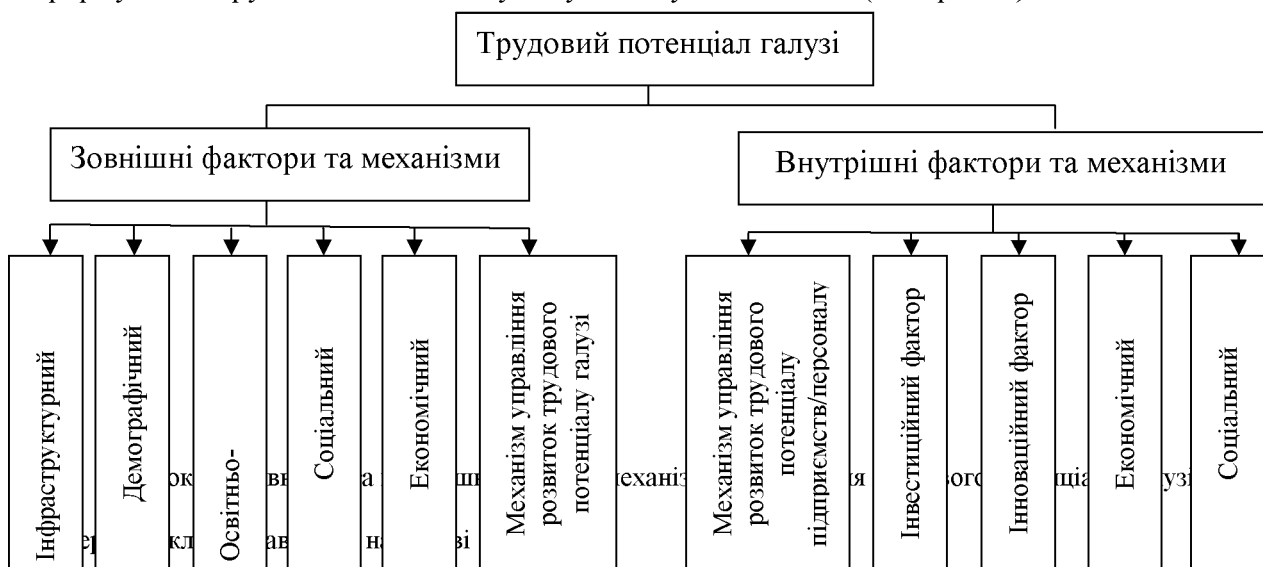 Трудовий потенціал галузі
Зовнішні фактори та механізми
Внутрішні фактори та механізми
Інфраструктурний
Демографічний
Освітньо-
Соціальний
Економічний
Механізм управління
розвиток трудового
потенціалу галузі
Механізм управління
розвиток трудового
потенціалу
підприємств/персоналу
Інвестиційний фактор
Інноваційний фактор
Економічний
Соціальний